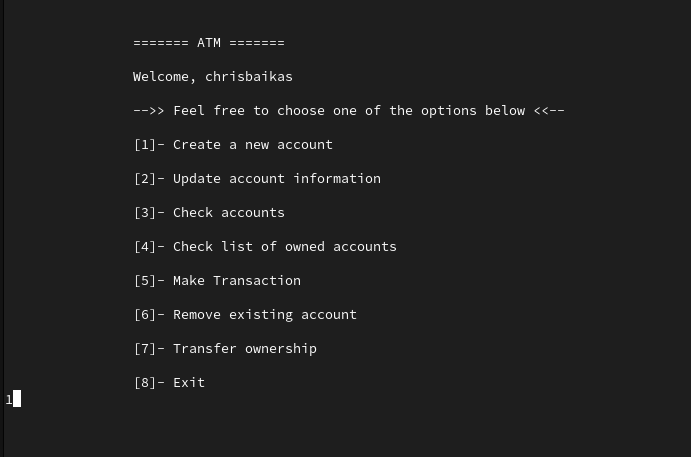 ======= ATM =======
Welcome, chrisbaikas
-->> Feel free to choose one of the options below <<--
[1]- Create a new account
[2]- Update account information
[3]- Check accounts
[4]- Check list of owned accounts
[5]- Make Transaction
[6]- Remove existing account
[7]- Transfer ownership
[8]- Exit
1